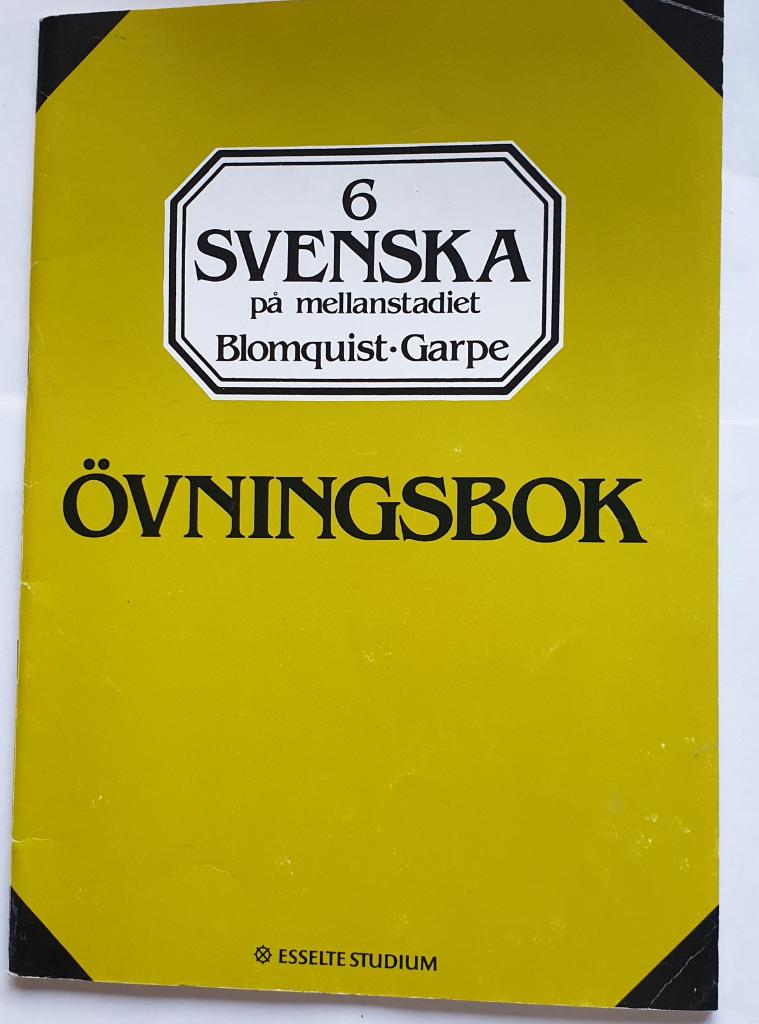 6
SVENSKA
på mellanstadiet
Blomquist·Garpe
ÖVNINGSBOK
ESSELTE STUDIUM